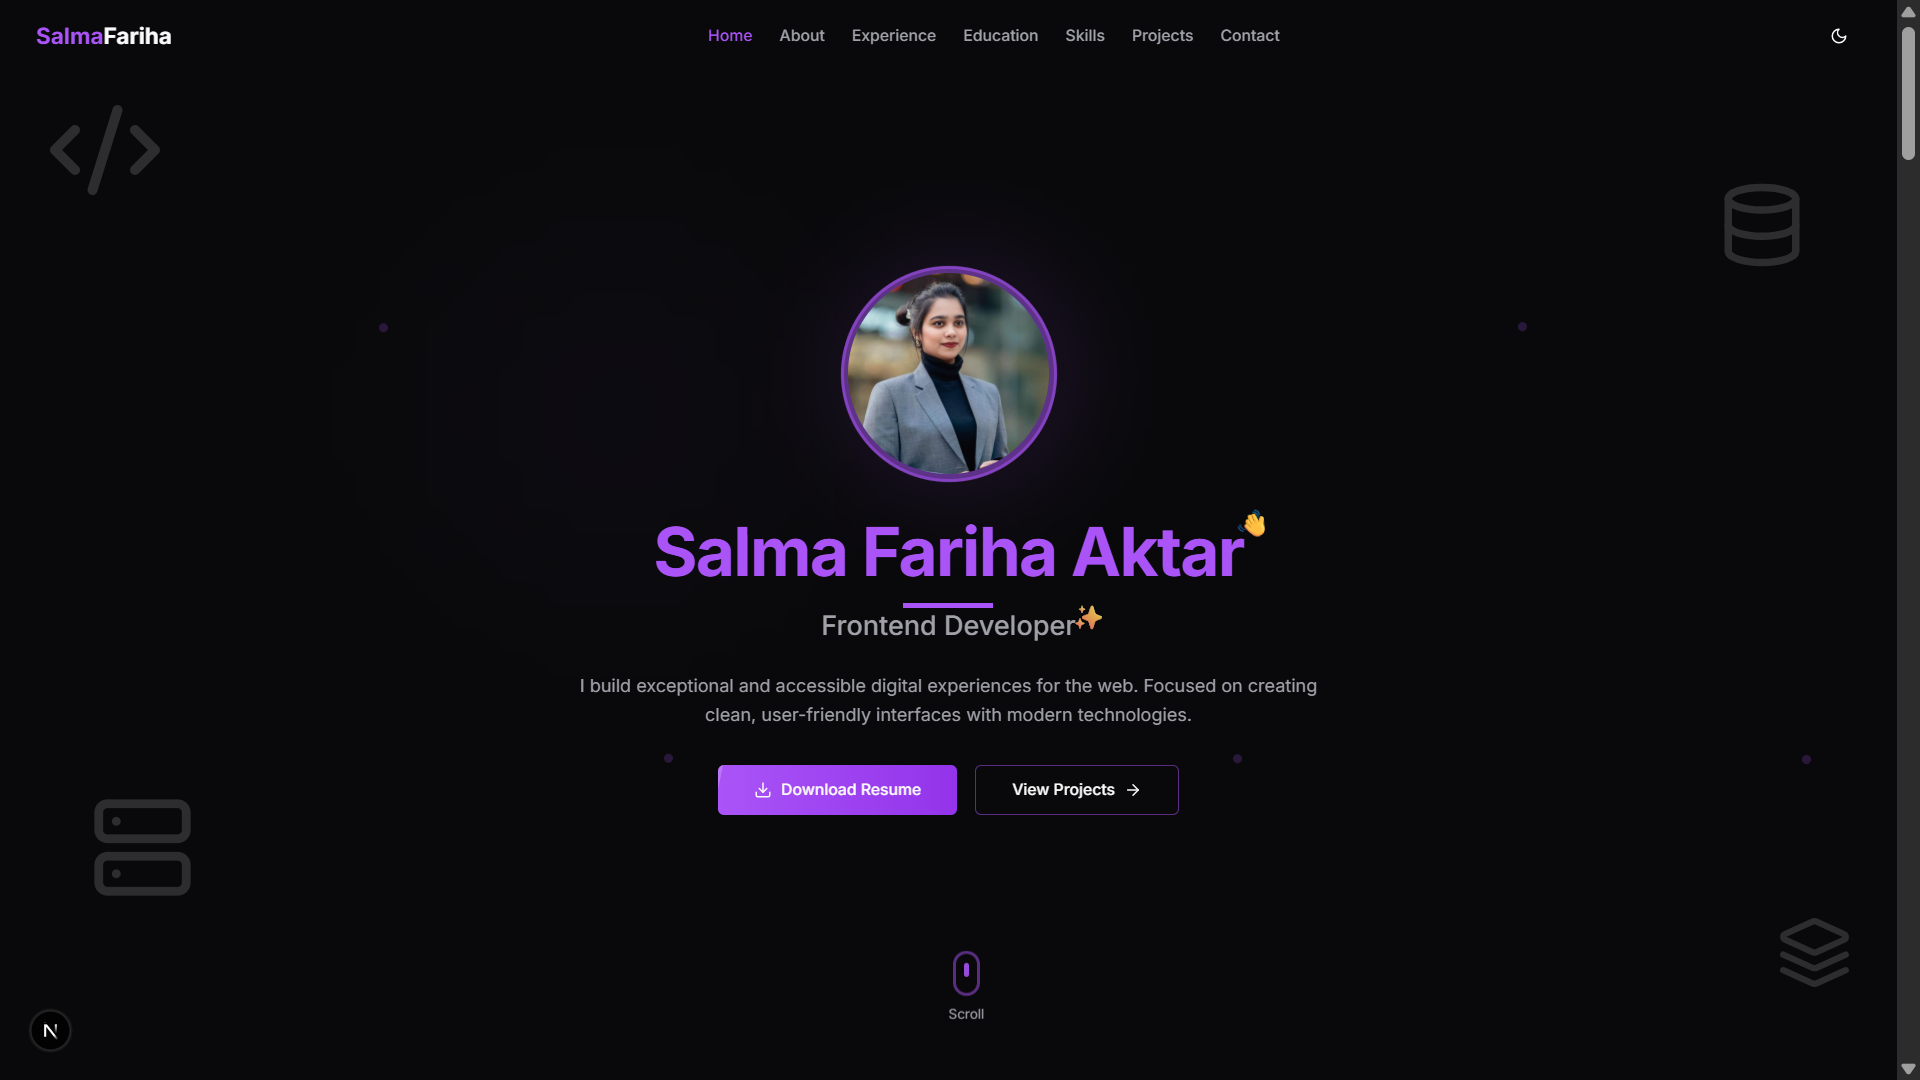 SalmaFariha
Home About Experience Education Skills Projects Contact
Salma Fariha Aktar👋
Frontend Developer✨
I build exceptional and accessible digital experiences for the web. Focused on creating
clean, user-friendly interfaces with modern technologies.
Download Resume
View Projects →
Scroll
N